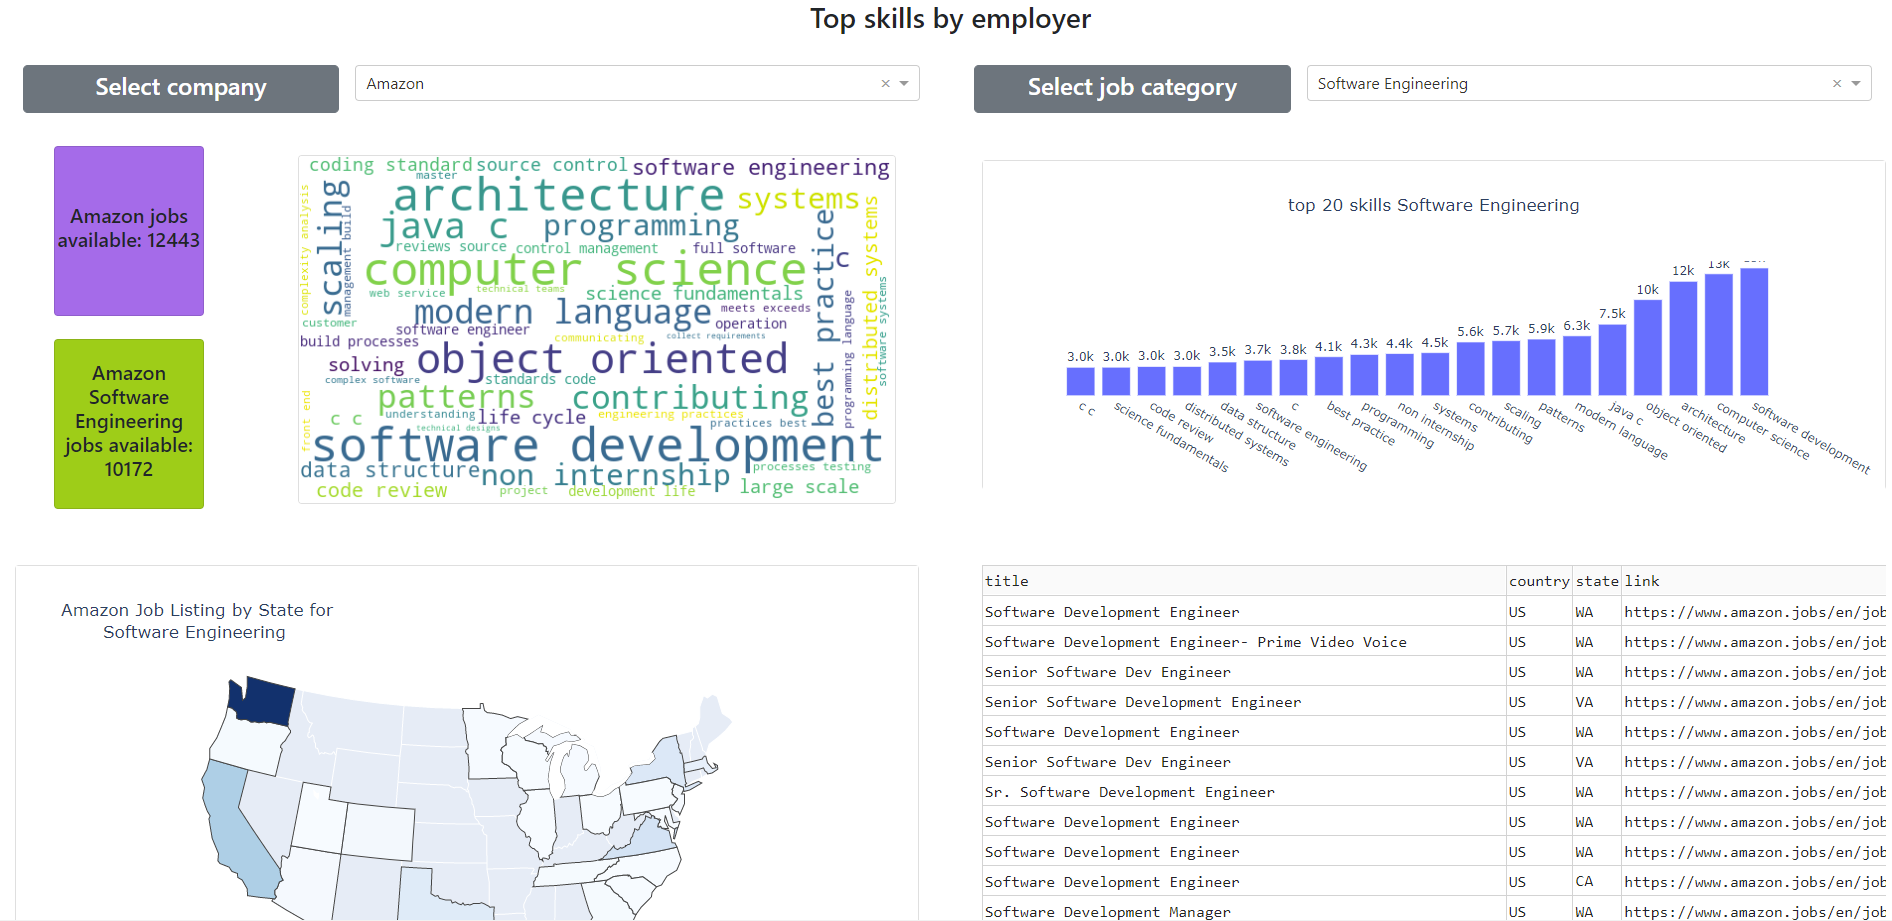 Top skills by employer
Select company
Amazon
Select job category
Software Engineering
Amazon jobs
available: 12443
Amazon
Software
Engineering
jobs available:
10172
coding standard
source control
software engineering
master
architecture
systems
complexity analysis
scaling
management build
java c
programming
reviews source
control management
full software
c
computer science
best practice
distributed systems
web service
technical teams
science fundamentals
software systems
modern language
meets exceeds
programming language
customer
software engineer
operation
build processes
communicating
collect requirements
solving
object oriented
complex software
standards code
patterns
contributing
front end
c c
understanding
life cycle
engineering practices
practices best
technical designs
software development
data structure
non internship
processes testing
code review
project
development life
large scale
top 20 skills Software Engineering
3.0k
3.0k
3.0k
3.0k
3.5k
3.7k
3.8k
4.1k
4.3k
4.4k
4.5k
5.6k
5.7k
5.9k
6.3k
7.5k
10k
12k
13k
c c
science fundamentals
code review
distributed systems
data structure
software engineering
c
best practice
programming
non internship
systems
contributing
scaling
patterns
modern language
java c
object oriented
architecture
computer science
software development
Amazon Job Listing by State for
Software Engineering
title country state link
Software Development Engineer US WA https://www.amazon.jobs/en/job
Software Development Engineer- Prime Video Voice US WA https://www.amazon.jobs/en/job
Senior Software Dev Engineer US WA https://www.amazon.jobs/en/job
Senior Software Development Engineer US VA https://www.amazon.jobs/en/job
Software Development Engineer US WA https://www.amazon.jobs/en/job
Senior Software Dev Engineer US VA https://www.amazon.jobs/en/job
Sr. Software Development Engineer US WA https://www.amazon.jobs/en/job
Software Development Engineer US WA https://www.amazon.jobs/en/job
Software Development Engineer US WA https://www.amazon.jobs/en/job
Software Development Engineer US CA https://www.amazon.jobs/en/job
Software Development Manager US WA https://www.amazon.jobs/en/job